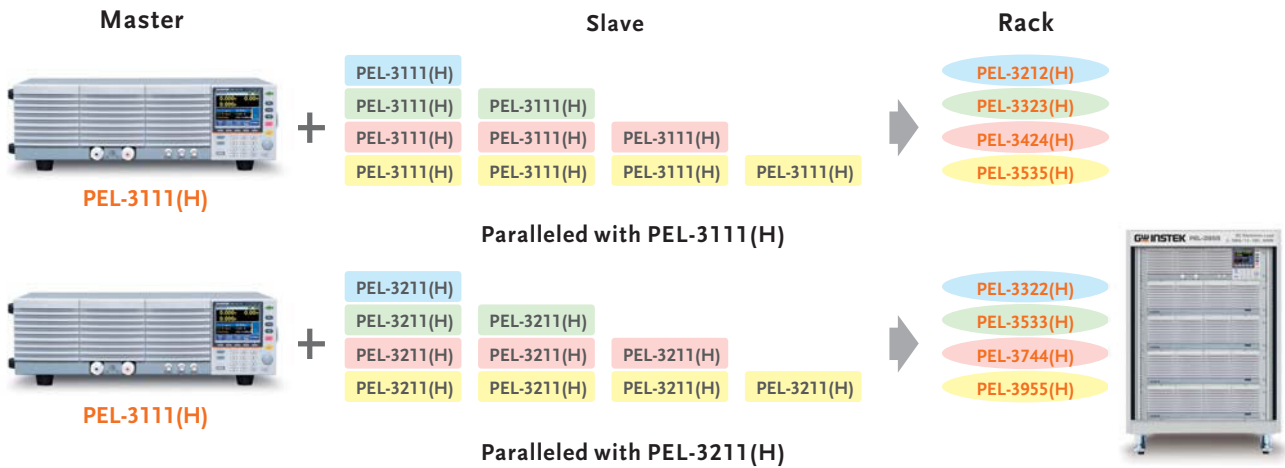 Master Slave Rack
PEL-3111(H) PEL-3212(H)
PEL-3111(H) PEL-3111(H) PEL-3323(H)
+
PEL-3111(H) PEL-3111(H) PEL-3111(H) PEL-3424(H)
PEL-3111(H) PEL-3111(H) PEL-3111(H) PEL-3111(H) PEL-3535(H)
PEL-3111(H)
Paralleled with PEL-3111(H)
GW INSTEK
PEL-3211(H) PEL-3322(H)
PEL-3211(H) PEL-3211(H) PEL-3533(H)
+
PEL-3211(H) PEL-3211(H) PEL-3211(H) PEL-3744(H)
PEL-3211(H) PEL-3211(H) PEL-3211(H) PEL-3211(H) PEL-3955(H)
PEL-3111(H)
Paralleled with PEL-3211(H)